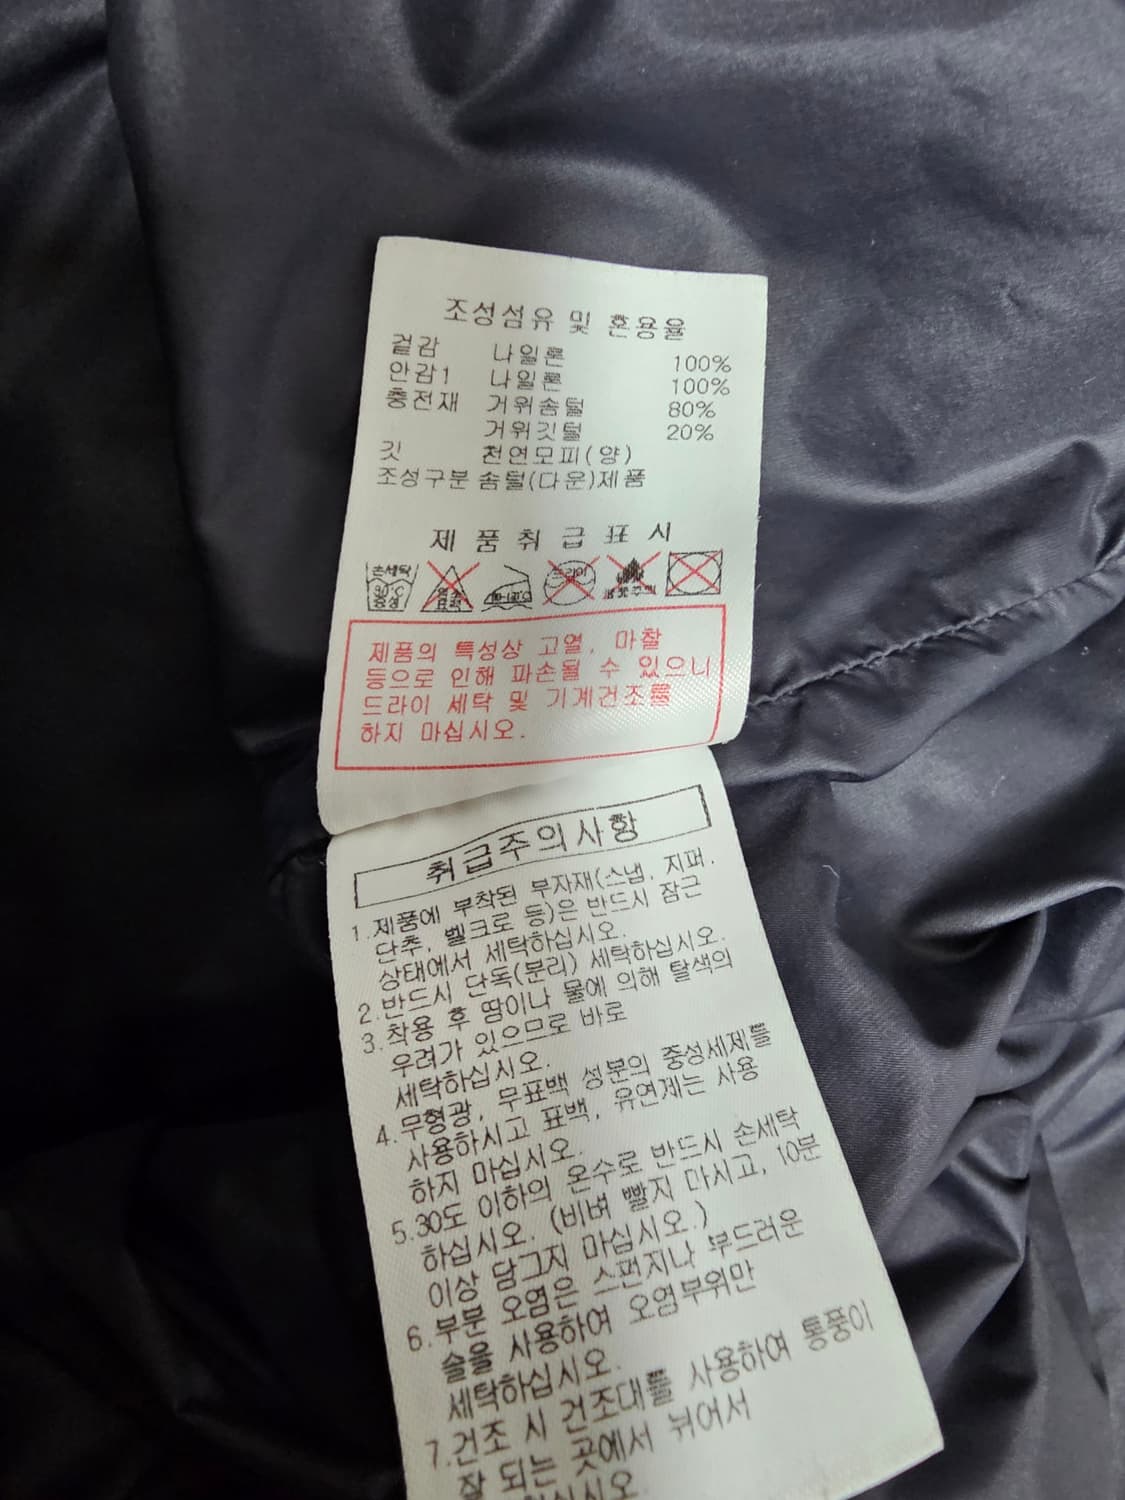 조성섬유 및 혼용율
겉감 나일론 100%
안감1 나일론 100%
충전재 거위솜털 80%
거위깃털 20%
깃 천연모피(양)
조성구분 솜털(다운)제품
제 품 취 급 표 시
손세탁 드라이
30℃
중성
제품의 특성상 고열, 마찰
등으로 인해 파손될 수 있으니
드라이 세탁 및 기계건조를
하지 마십시오.
취급주의사항
1.제품에 부착된 부자재(스냅, 지퍼,
단추, 벨크로 등)은 반드시 잠근
상태에서 세탁하십시오.
2.반드시 단독(분리) 세탁하십시오.
3.착용 후 땀이나 물에 의해 탈색의
우려가 있으므로 바로
세탁하십시오.
4.무형광, 무표백 성분의 중성세제를
사용하시고 표백, 유연제는 사용
하지 마십시오.
5.30도 이하의 온수로 반드시 손세탁
하십시오. (비벼 빨지 마시고, 10분
이상 담그지 마십시오.)
6.부분 오염은 스펀지나 부드러운
솔을 사용하여 오염부위만
세탁하십시오.
7.건조 시 건조대를 사용하여 통풍이
잘 되는 곳에서 뉘어서
하십시오.